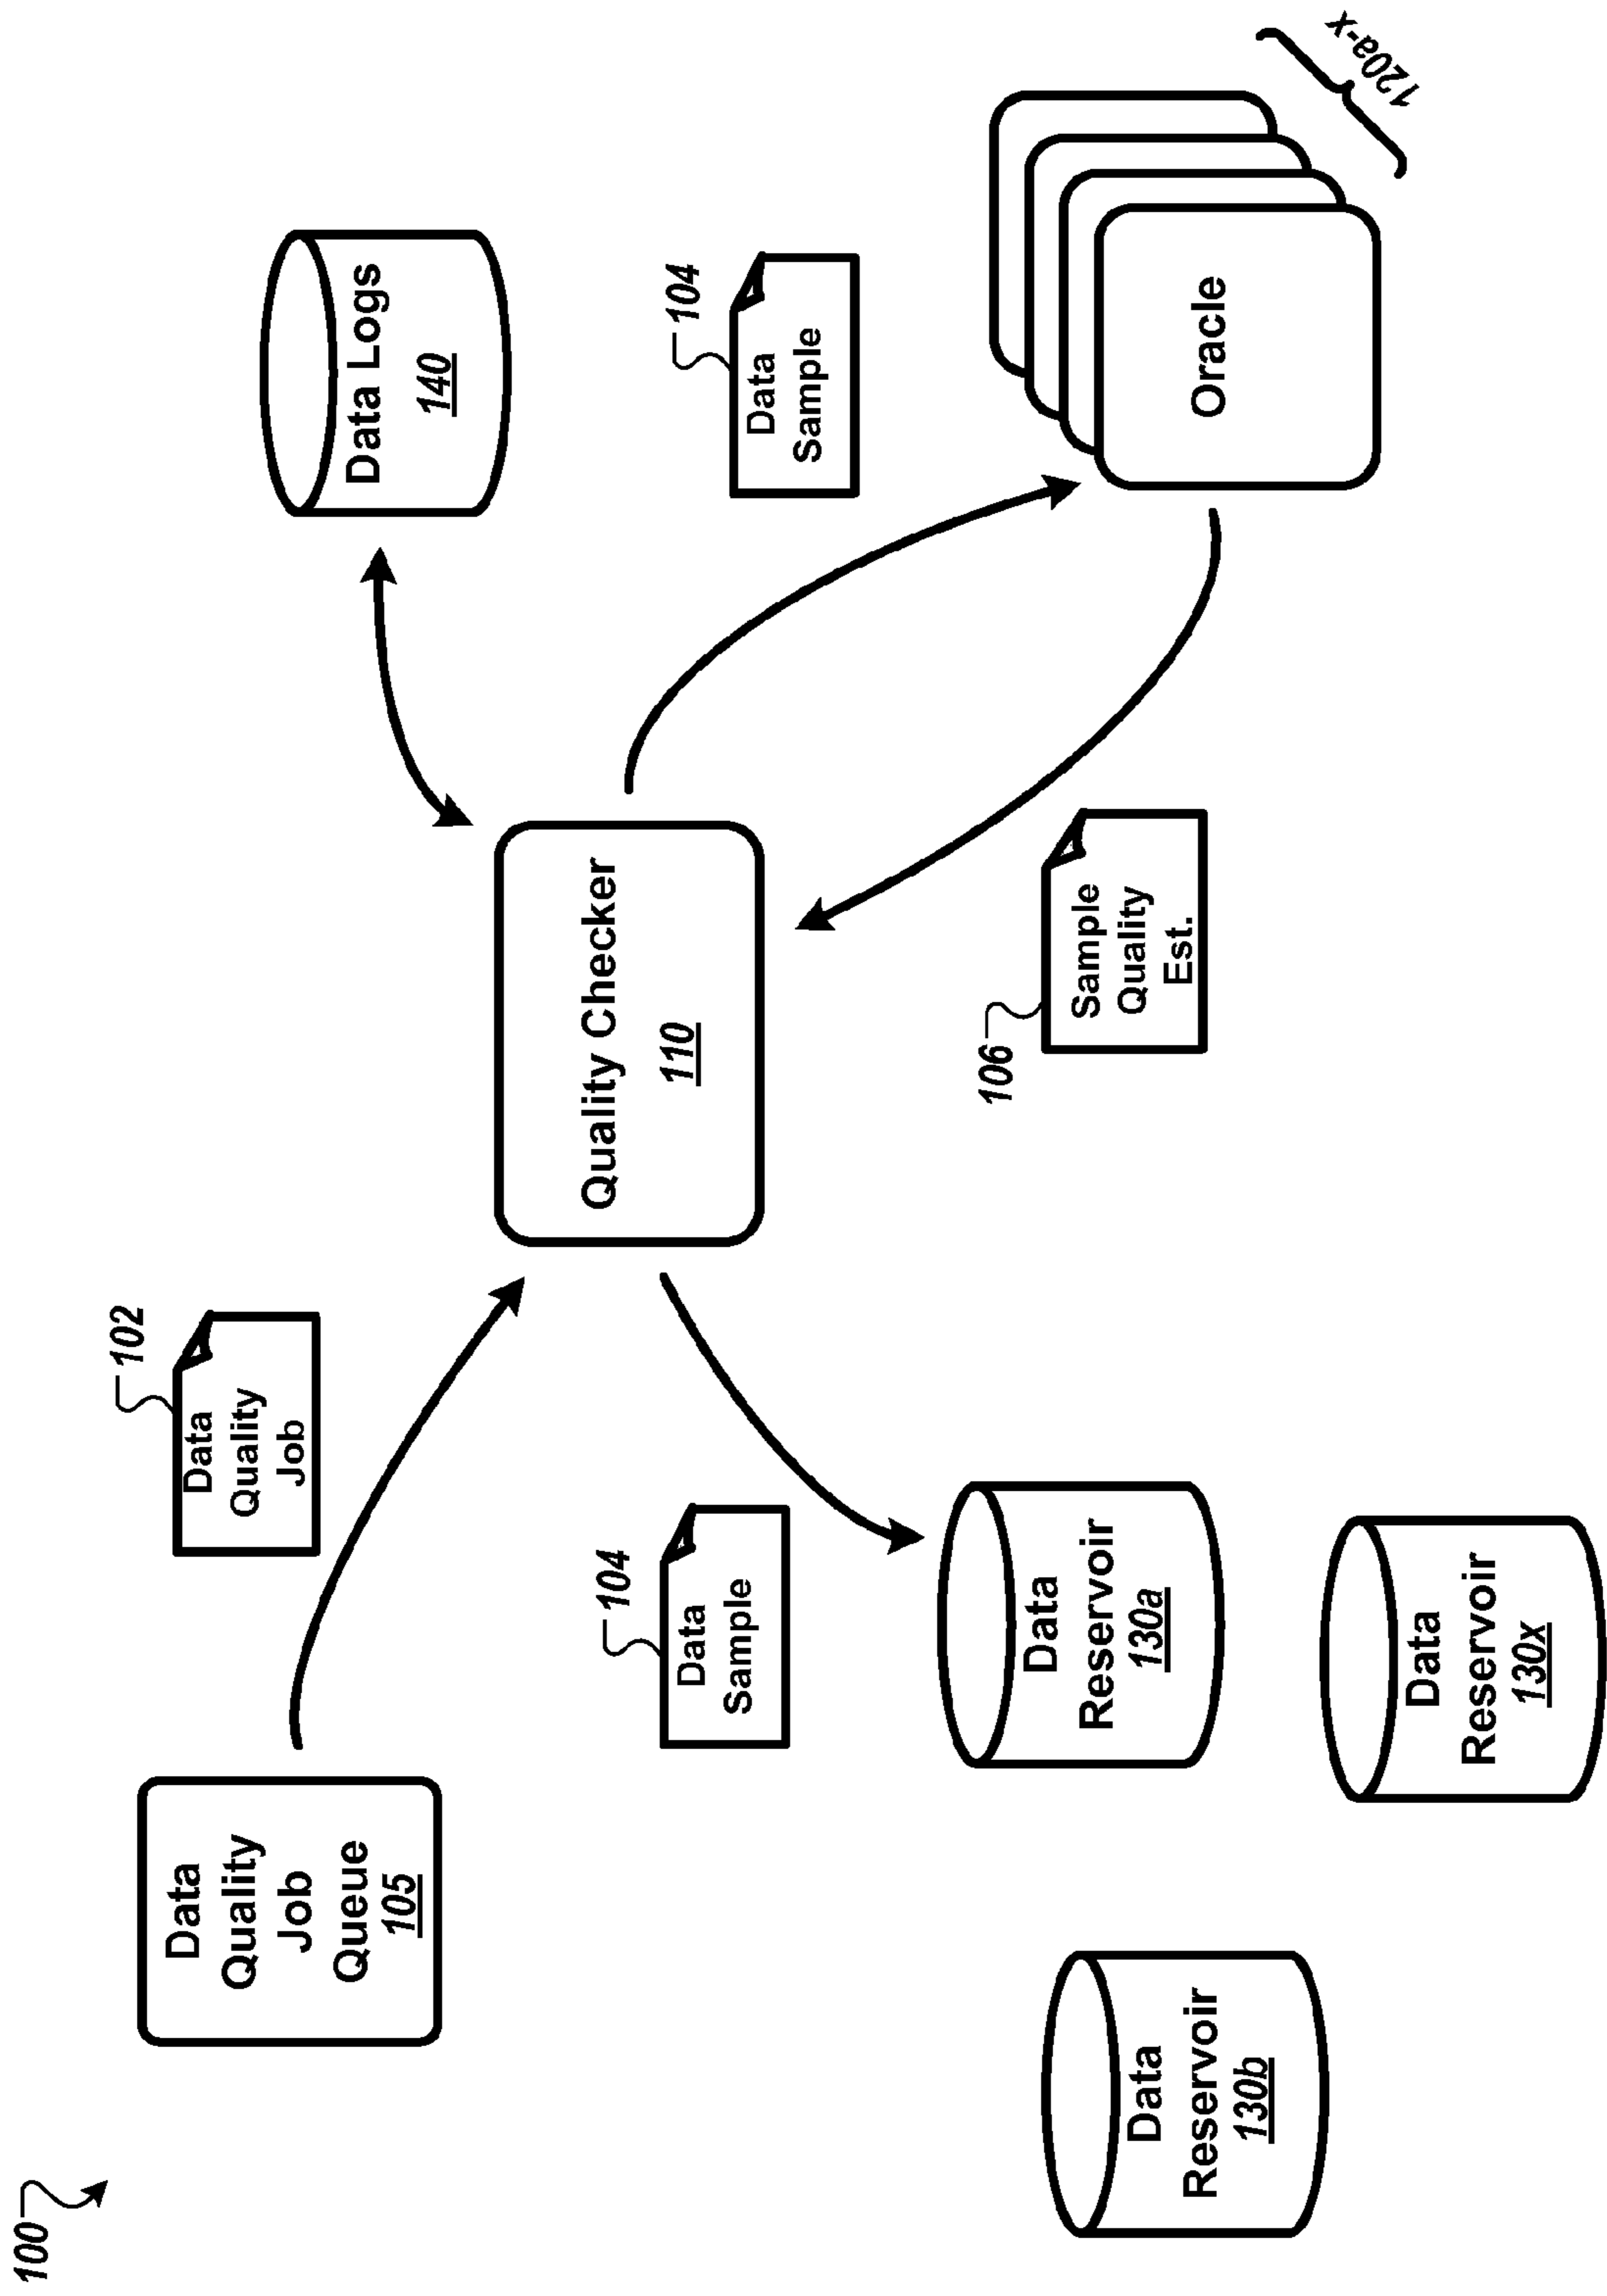 100
Data
Quality
Job
Queue
105
102
Data
Quality
Job
Quality Checker
110
Data Logs
140
104
Data
Sample
104
Data
Sample
Data
Reservoir
130a
Data
Reservoir
130b
Data
Reservoir
130x
106
Sample
Quality
Est.
Oracle
120a-x